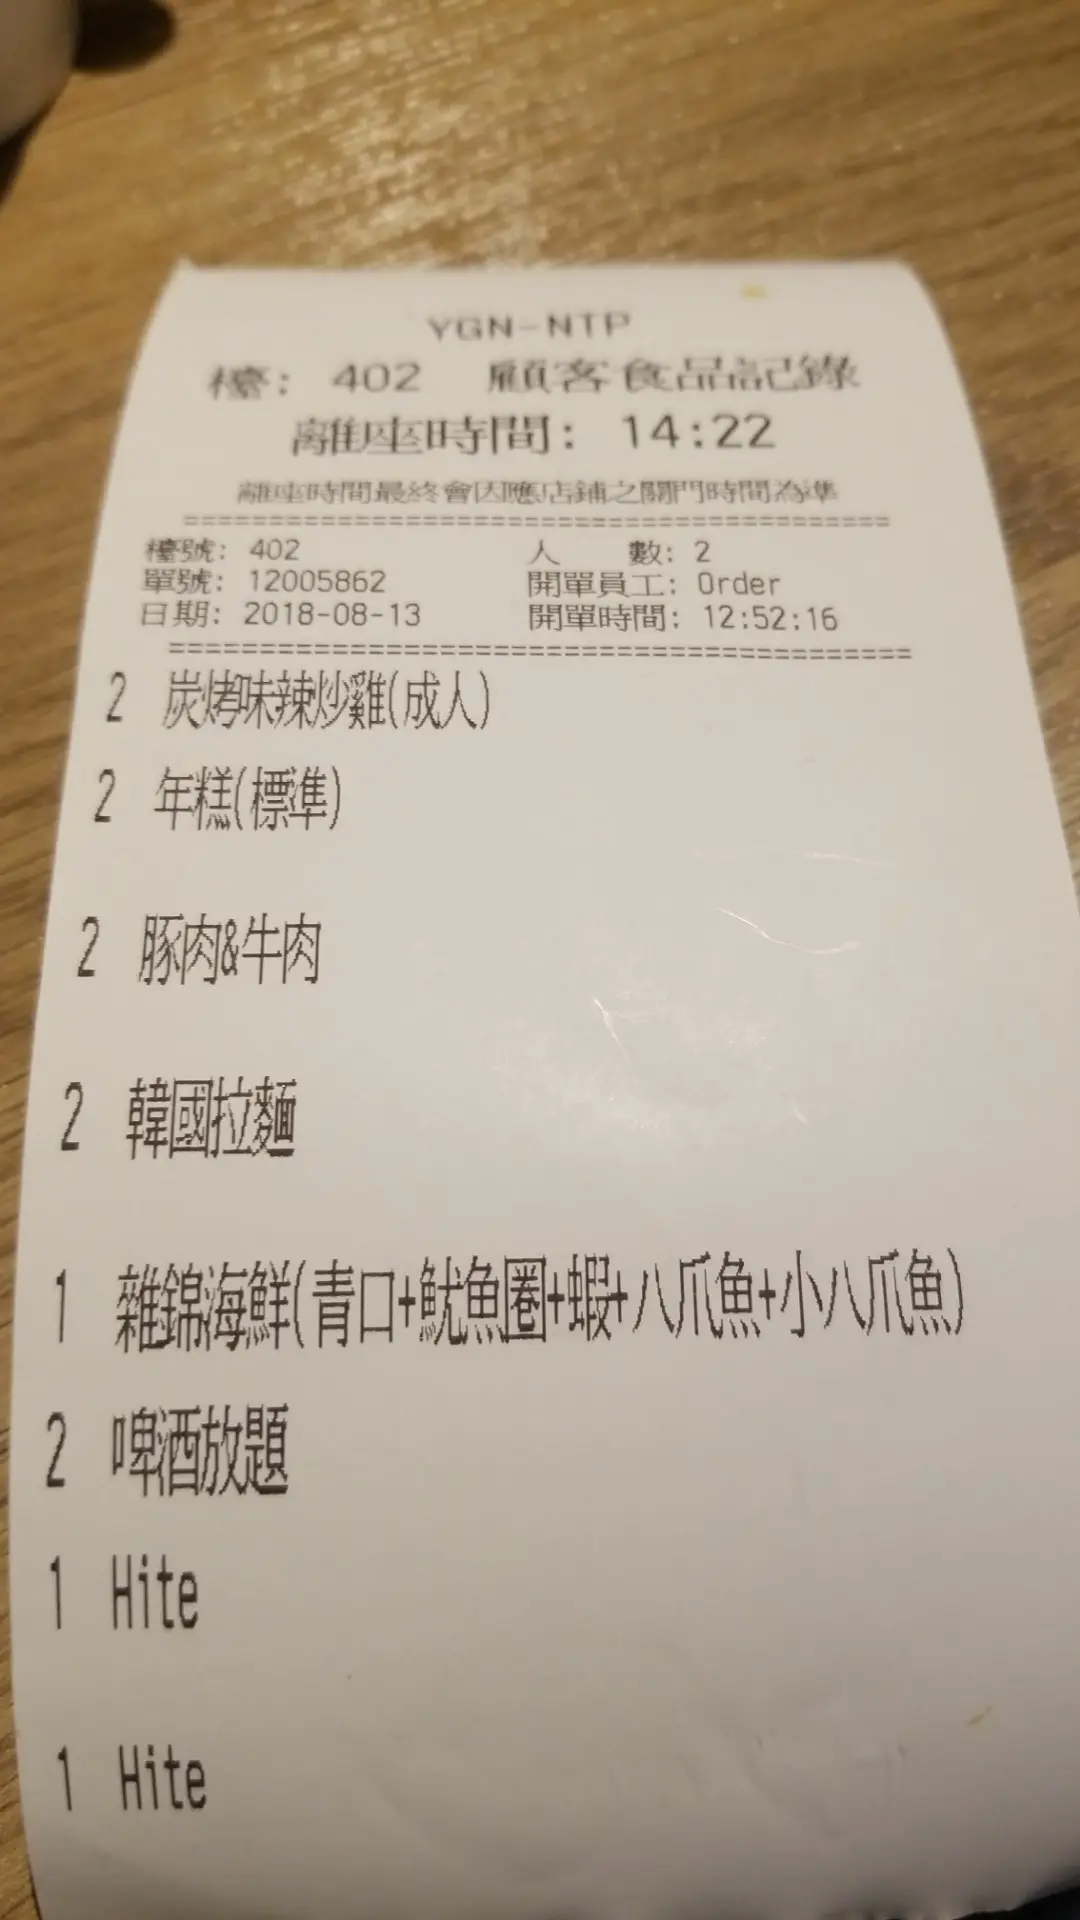 YGN-NTP
檯: 402 顧客食品記錄
離座時間: 14:22
離座時間最終會因應店鋪之關門時間為準
========================================
檯號: 402 人 數: 2
單號: 12005862 開單員工: Order
日期: 2018-08-13 開單時間: 12:52:16
========================================
2 炭烤味辣炒雞(成人)
2 年糕(標準)
2 豚肉&牛肉
2 韓國拉麵
1 雜錦海鮮(青口+魷魚圈+蝦+八爪魚+小八爪魚)
2 啤酒放題
1 Hite
1 Hite